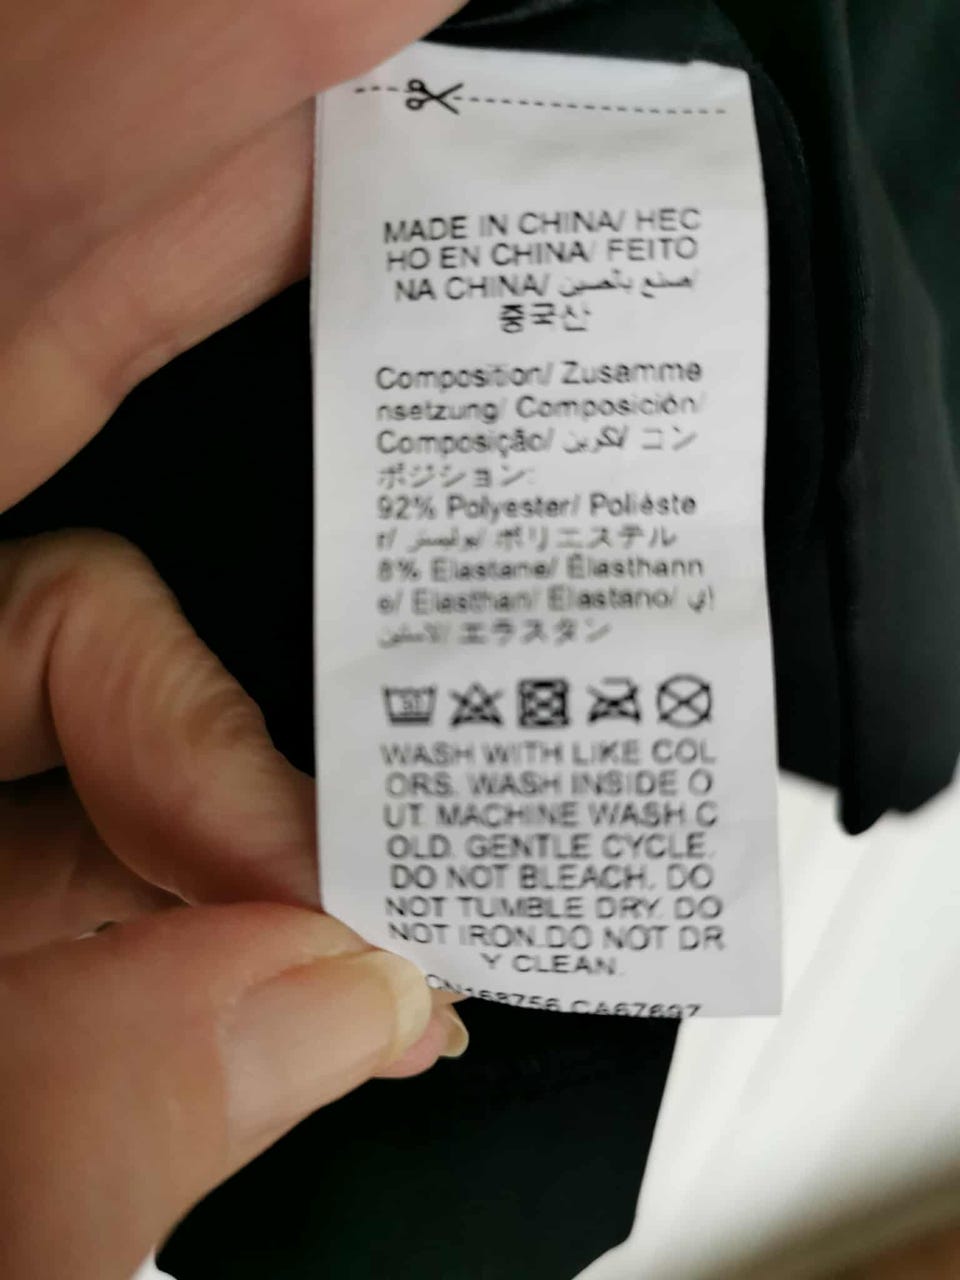 MADE IN CHINA/ HEC
HO EN CHINA/ FEITO
NA CHINA/ صنع بالصين/
중국산
Composition/ Zusamme
nsetzung/ Composición/
Composição/ تكوين/ コン
ポジション:
92% Polyester/ Poliéste
r/ بوليستر/ ポリエステル
8% Elastane/ Élasthann
e/ Elasthan/ Elastano/
エラスタン
WASH WITH LIKE COL
ORS. WASH INSIDE O
UT. MACHINE WASH C
OLD. GENTLE CYCLE.
DO NOT BLEACH. DO
NOT TUMBLE DRY. DO
NOT IRON.DO NOT DR
Y CLEAN.
CN168756 CA67697